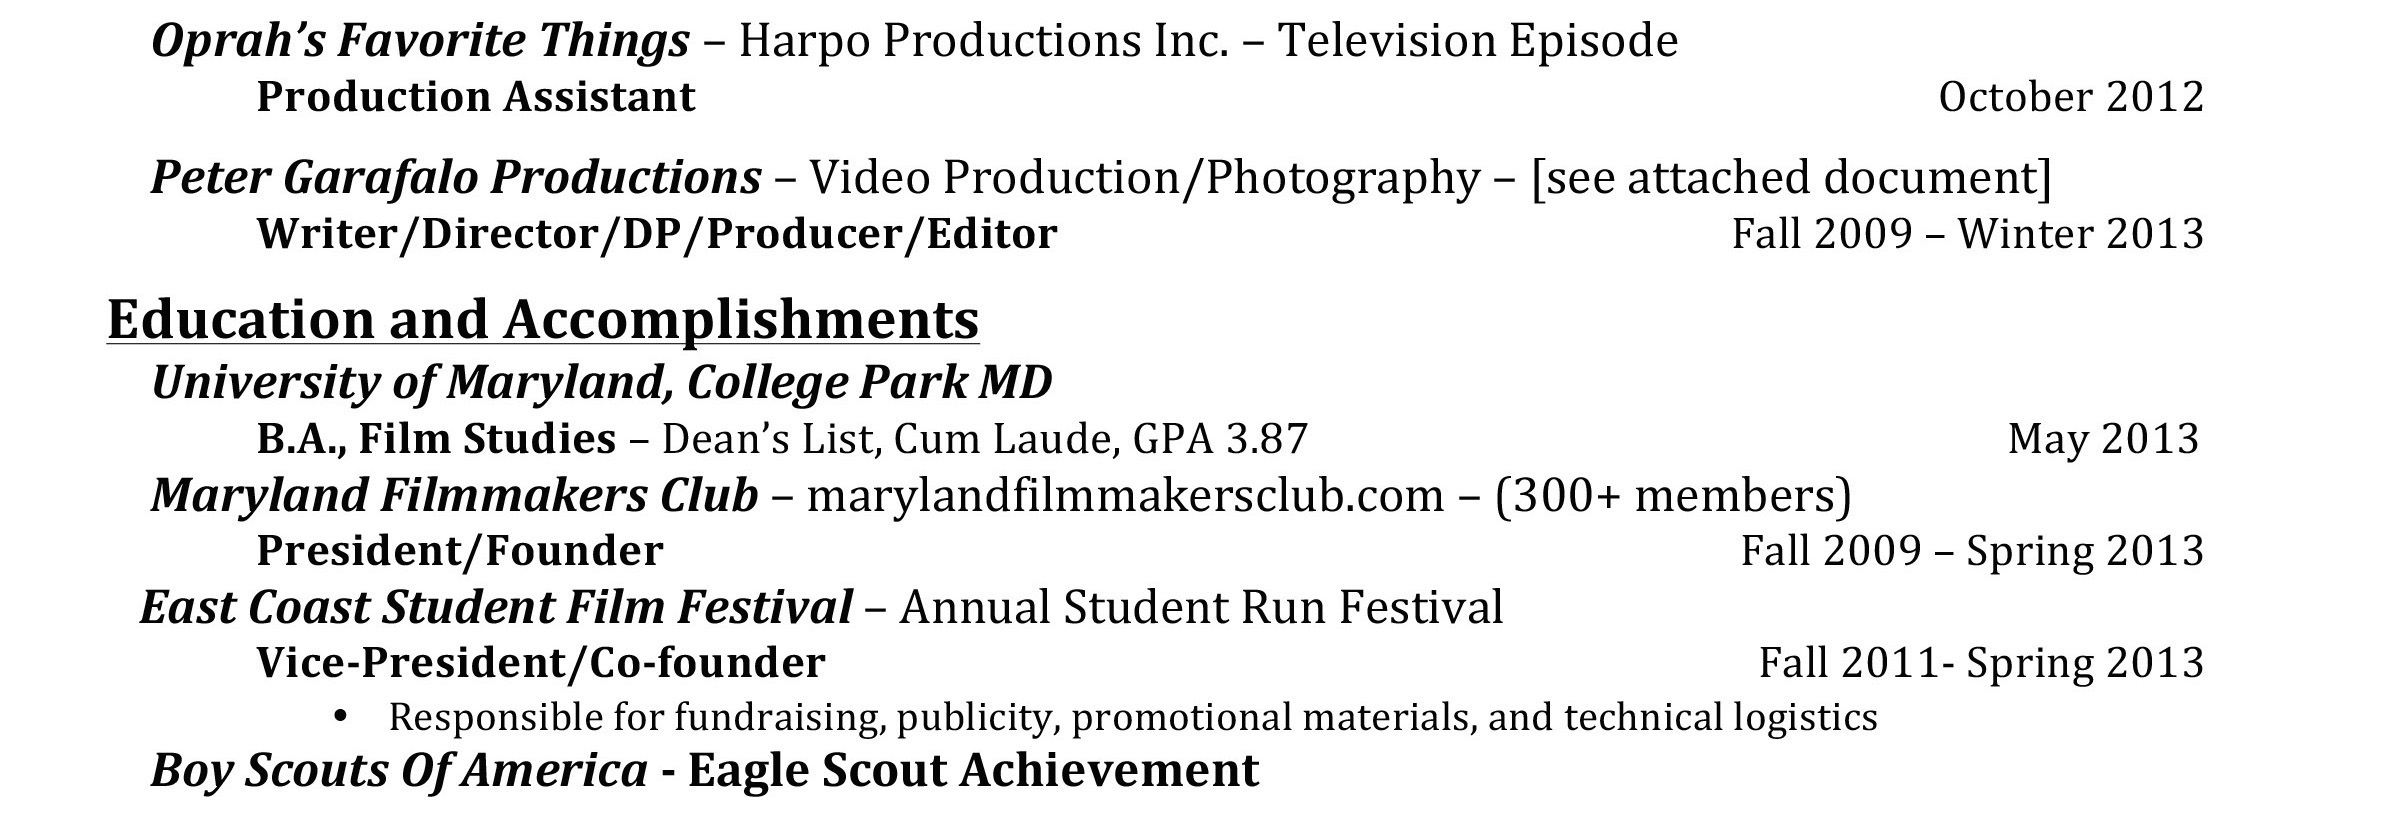 Oprah’s Favorite Things – Harpo Productions Inc. – Television Episode
Production Assistant October 2012
Peter Garafalo Productions – Video Production/Photography – [see attached document]
Writer/Director/DP/Producer/Editor Fall 2009 – Winter 2013
Education and Accomplishments
University of Maryland, College Park MD
B.A., Film Studies – Dean’s List, Cum Laude, GPA 3.87 May 2013
Maryland Filmmakers Club – marylandfilmmakersclub.com – (300+ members)
President/Founder Fall 2009 – Spring 2013
East Coast Student Film Festival – Annual Student Run Festival
Vice-President/Co-founder Fall 2011- Spring 2013
• Responsible for fundraising, publicity, promotional materials, and technical logistics
Boy Scouts Of America - Eagle Scout Achievement